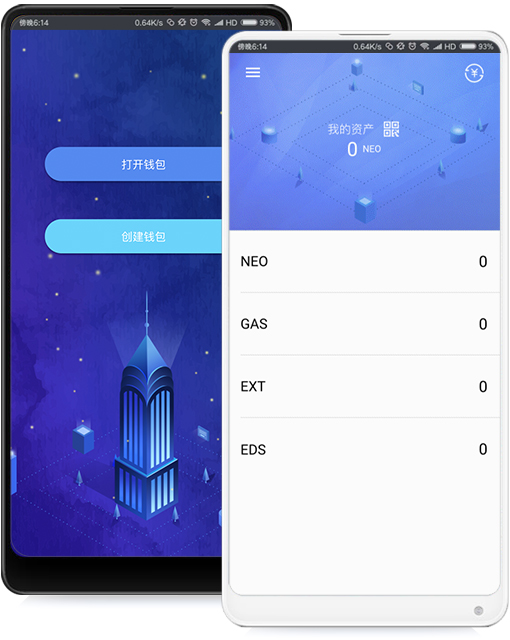 傍晚6:14 0.64K/s HD 93%
打开钱包
创建钱包
傍晚6:14 0.64K/s HD 93%
我的资产
0 NEO
NEO 0
GAS 0
EXT 0
EDS 0